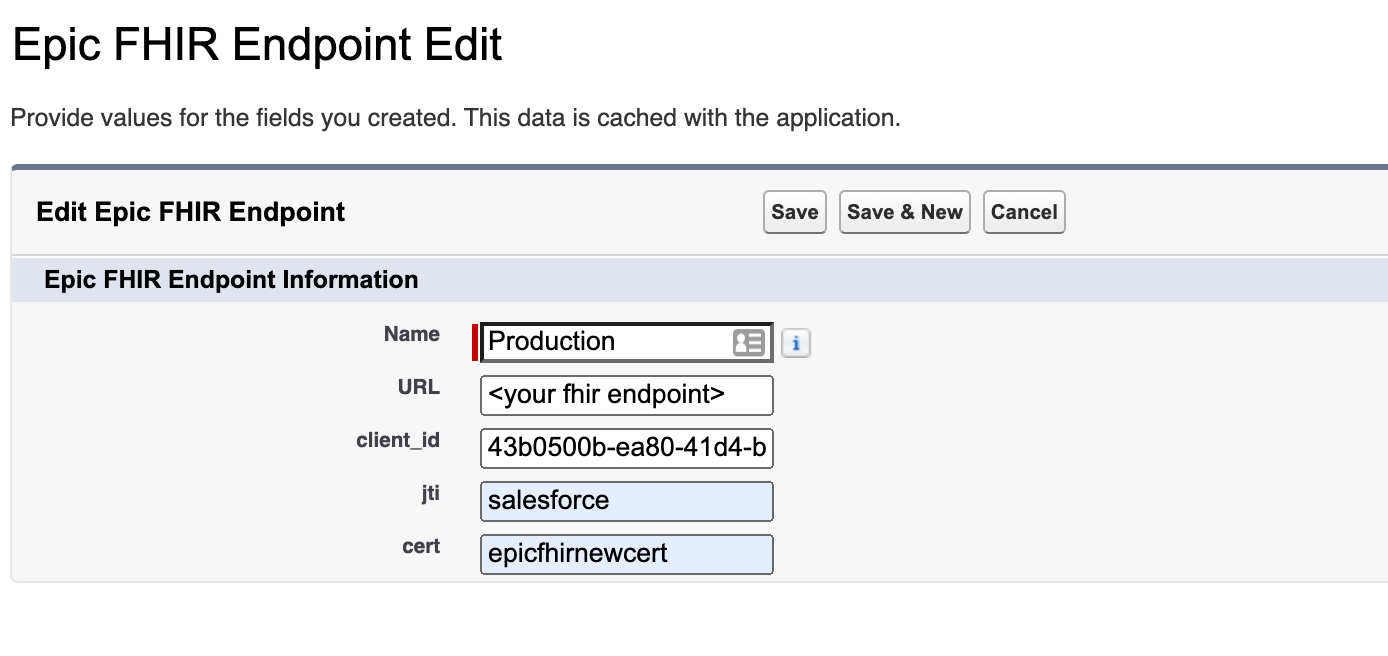 Epic FHIR Endpoint Edit
Provide values for the fields you created. This data is cached with the application.
Edit Epic FHIR Endpoint
Save Save & New Cancel
Epic FHIR Endpoint Information
Name Production i
URL <your fhir endpoint>
client_id 43b0500b-ea80-41d4-b
jti salesforce
cert epicfhirnewcert